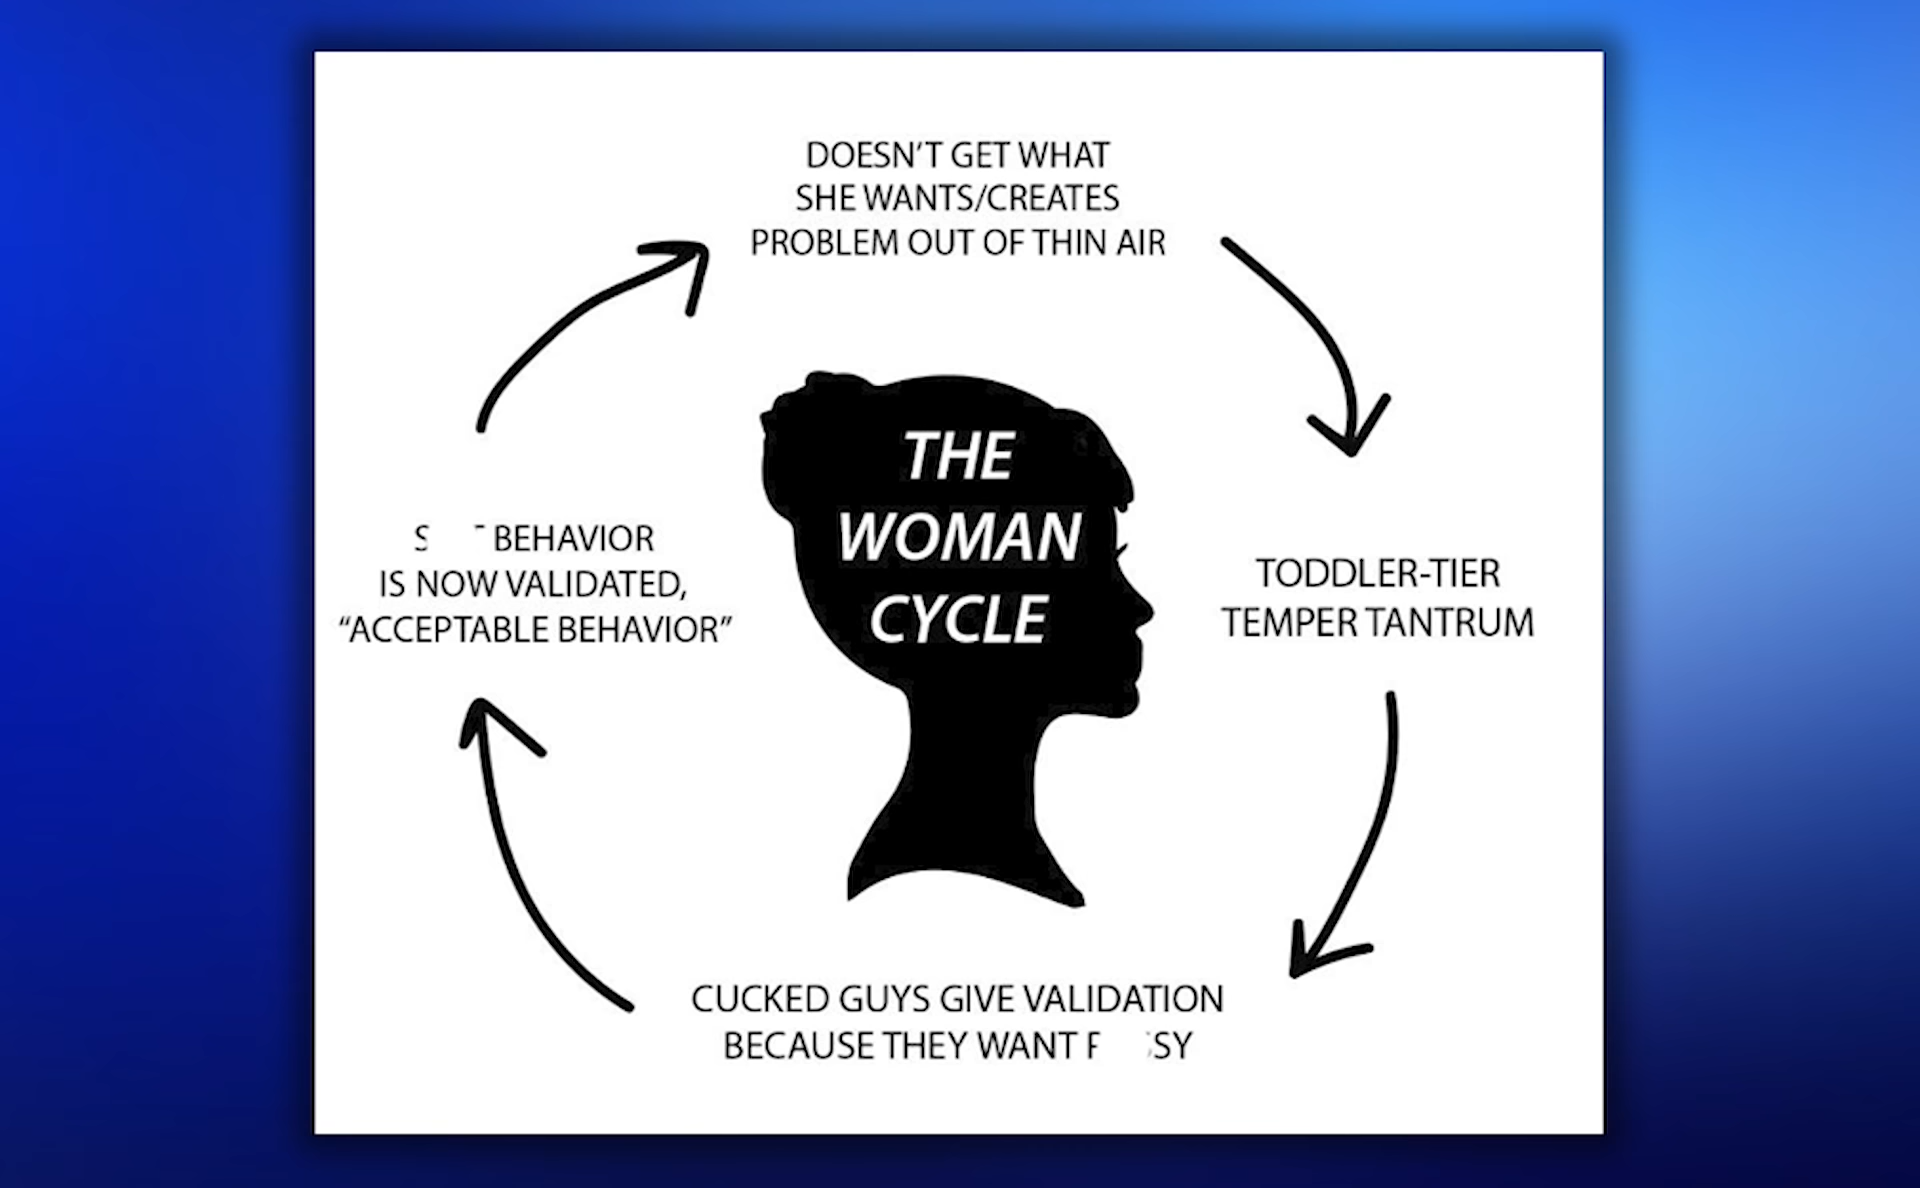 DOESN'T GET WHAT
SHE WANTS/CREATES
PROBLEM OUT OF THIN AIR
THE
WOMAN
CYCLE
TODDLER-TIER
TEMPER TANTRUM
CUCKED GUYS GIVE VALIDATION
BECAUSE THEY WANT
BEHAVIOR
IS NOW VALIDATED,
“ACCEPTABLE BEHAVIOR”